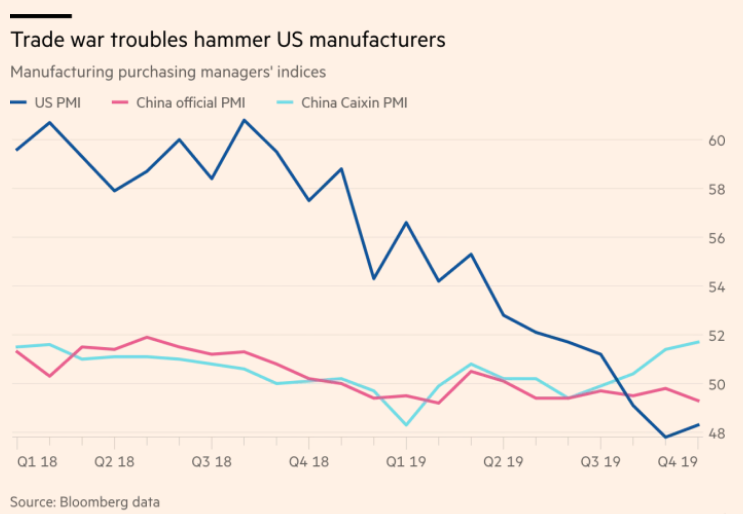 Trade war troubles hammer US manufacturers
Manufacturing purchasing managers' indices
US PMI China official PMI China Caixin PMI
60
58
56
54
52
50
48
Q1 18 Q2 18 Q3 18 Q4 18 Q1 19 Q2 19 Q3 19 Q4 19
Source: Bloomberg data